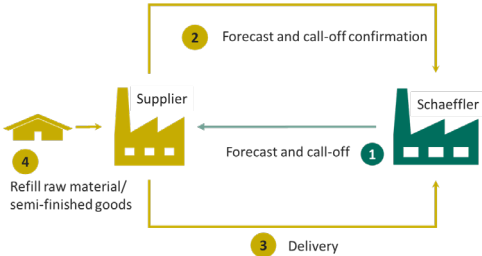 2 Forecast and call-off confirmation
Supplier
Schaeffler
Forecast and call-off 1
4
Refill raw material/
semi-finished goods
3 Delivery